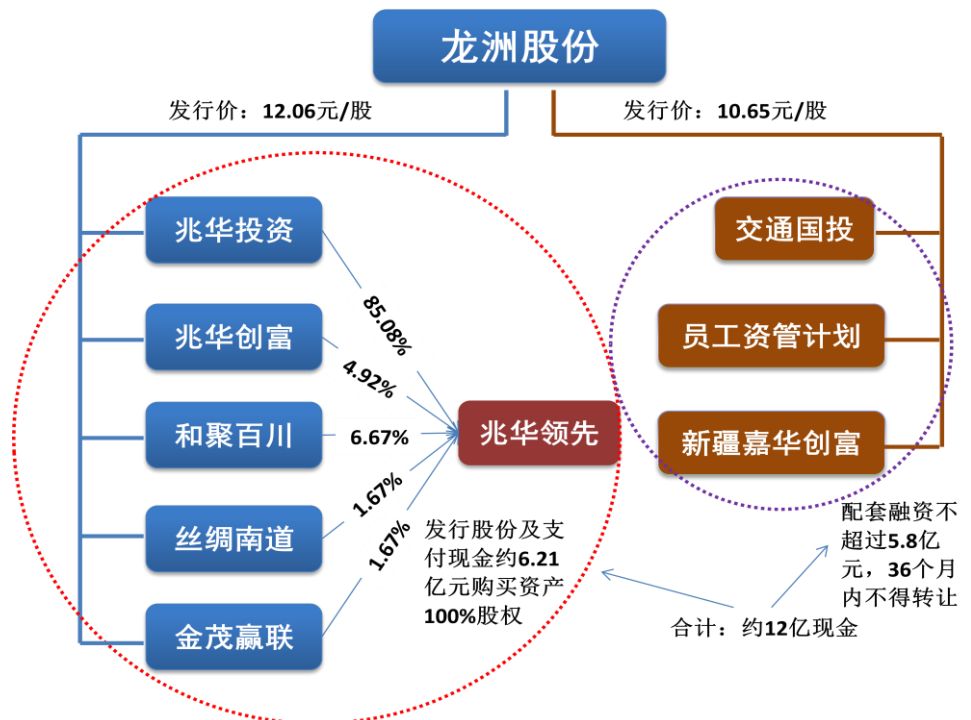 龙洲股份
发行价：12.06元/股
发行价：10.65元/股
兆华投资
85.08%
兆华创富
4.92%
和聚百川
6.67%
丝绸南道
1.67%
金茂赢联
1.67%
兆华领先
发行股份及支
付现金约6.21
亿元购买资产
100%股权
交通国投
员工资管计划
新疆嘉华创富
配套融资不
超过5.8亿
元，36个月
内不得转让
合计：约12亿现金